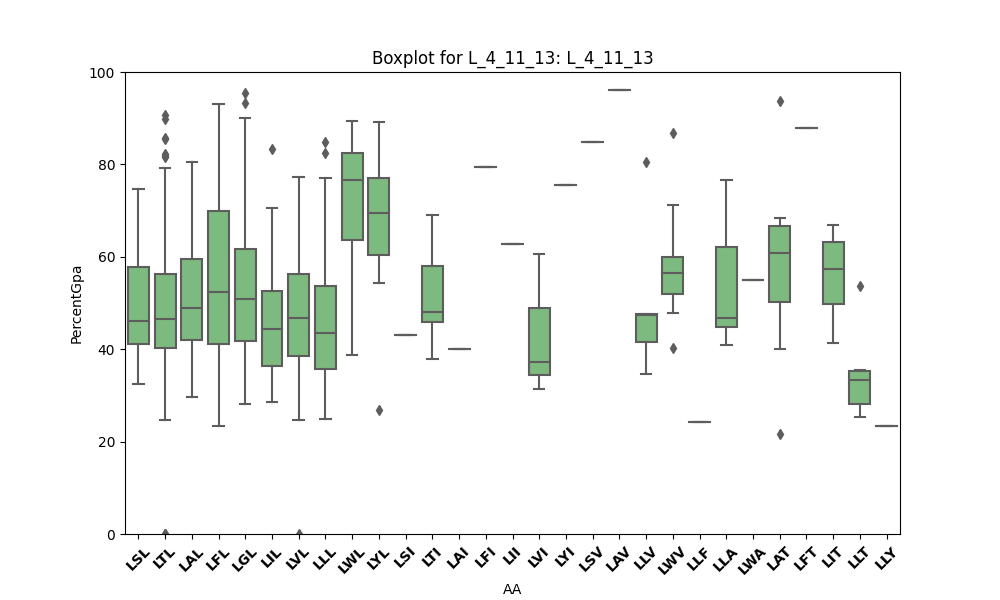 Boxplot for L_4_11_13: L_4_11_13
100
80
60
40
20
0
PercentGpa
LSL LTL LAL LFL LGL LIL LVL LLL LWL LYL LSI LTI LAI LFI LII LVI LYI LSV LAV LLV LWV LLF LLA LWA LAT LFT LIT LLT LLY
AA